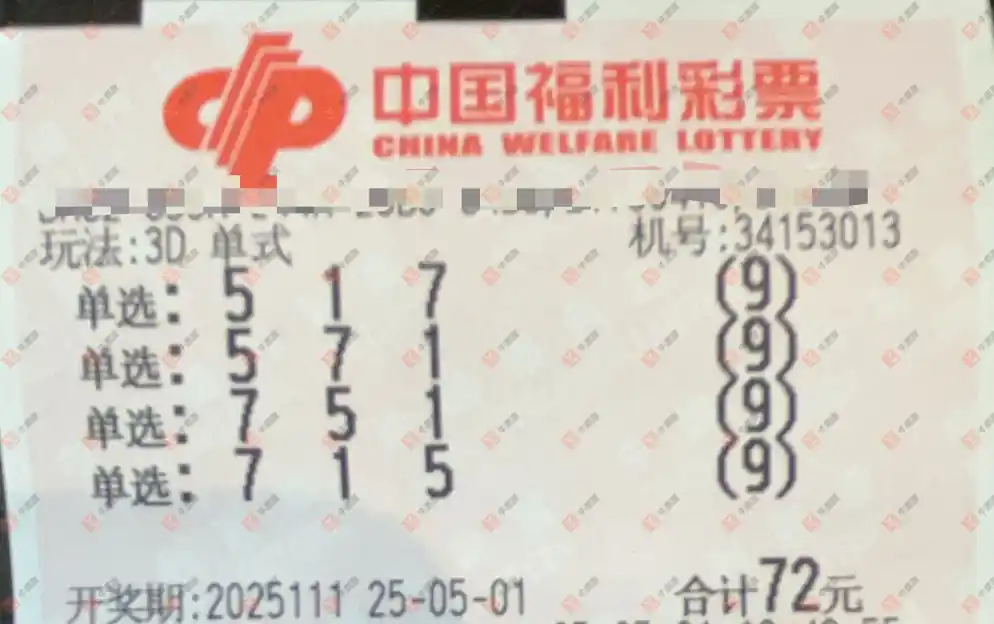 中国福利彩票
CHINA WELFARE LOTTERY
玩法:3D 单式 机号:34153013
单选: 5 1 7 (9)
单选: 5 7 1 (9)
单选: 7 5 1 (9)
单选: 7 1 5 (9)
开奖期:2025111 25-05-01 合计72元